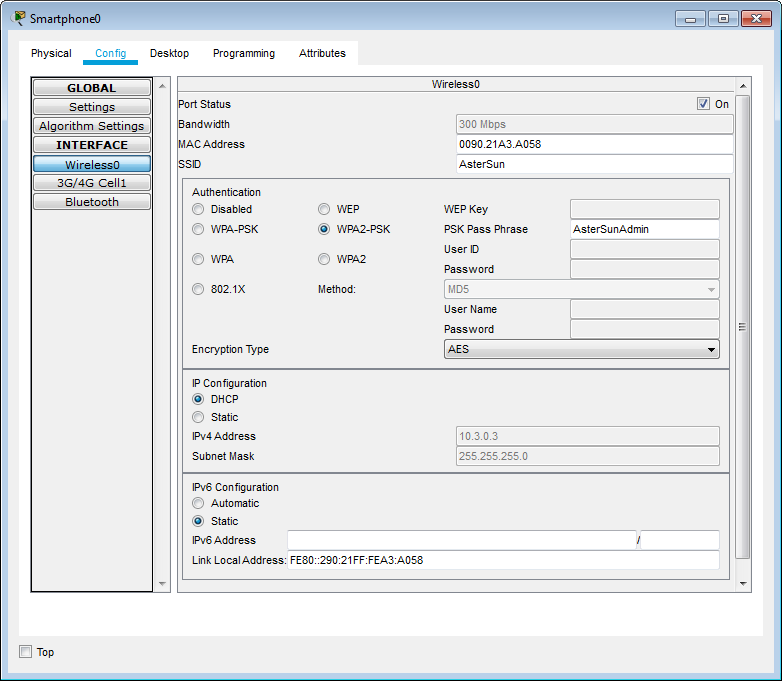 Smartphone0
Physical Config Desktop Programming Attributes
GLOBAL
Settings
Algorithm Settings
INTERFACE
Wireless0
3G/4G Cell1
Bluetooth
Wireless0
Port Status On
Bandwidth 300 Mbps
MAC Address 0090.21A3.A058
SSID AsterSun
Authentication
Disabled WEP WEP Key
WPA-PSK WPA2-PSK PSK Pass Phrase AsterSunAdmin
User ID
WPA WPA2
Password
802.1X Method: MD5
User Name
Password
Encryption Type AES
IP Configuration
DHCP
Static
IPv4 Address 10.3.0.3
Subnet Mask 255.255.255.0
IPv6 Configuration
Automatic
Static
IPv6 Address /
Link Local Address: FE80::290:21FF:FEA3:A058
Top